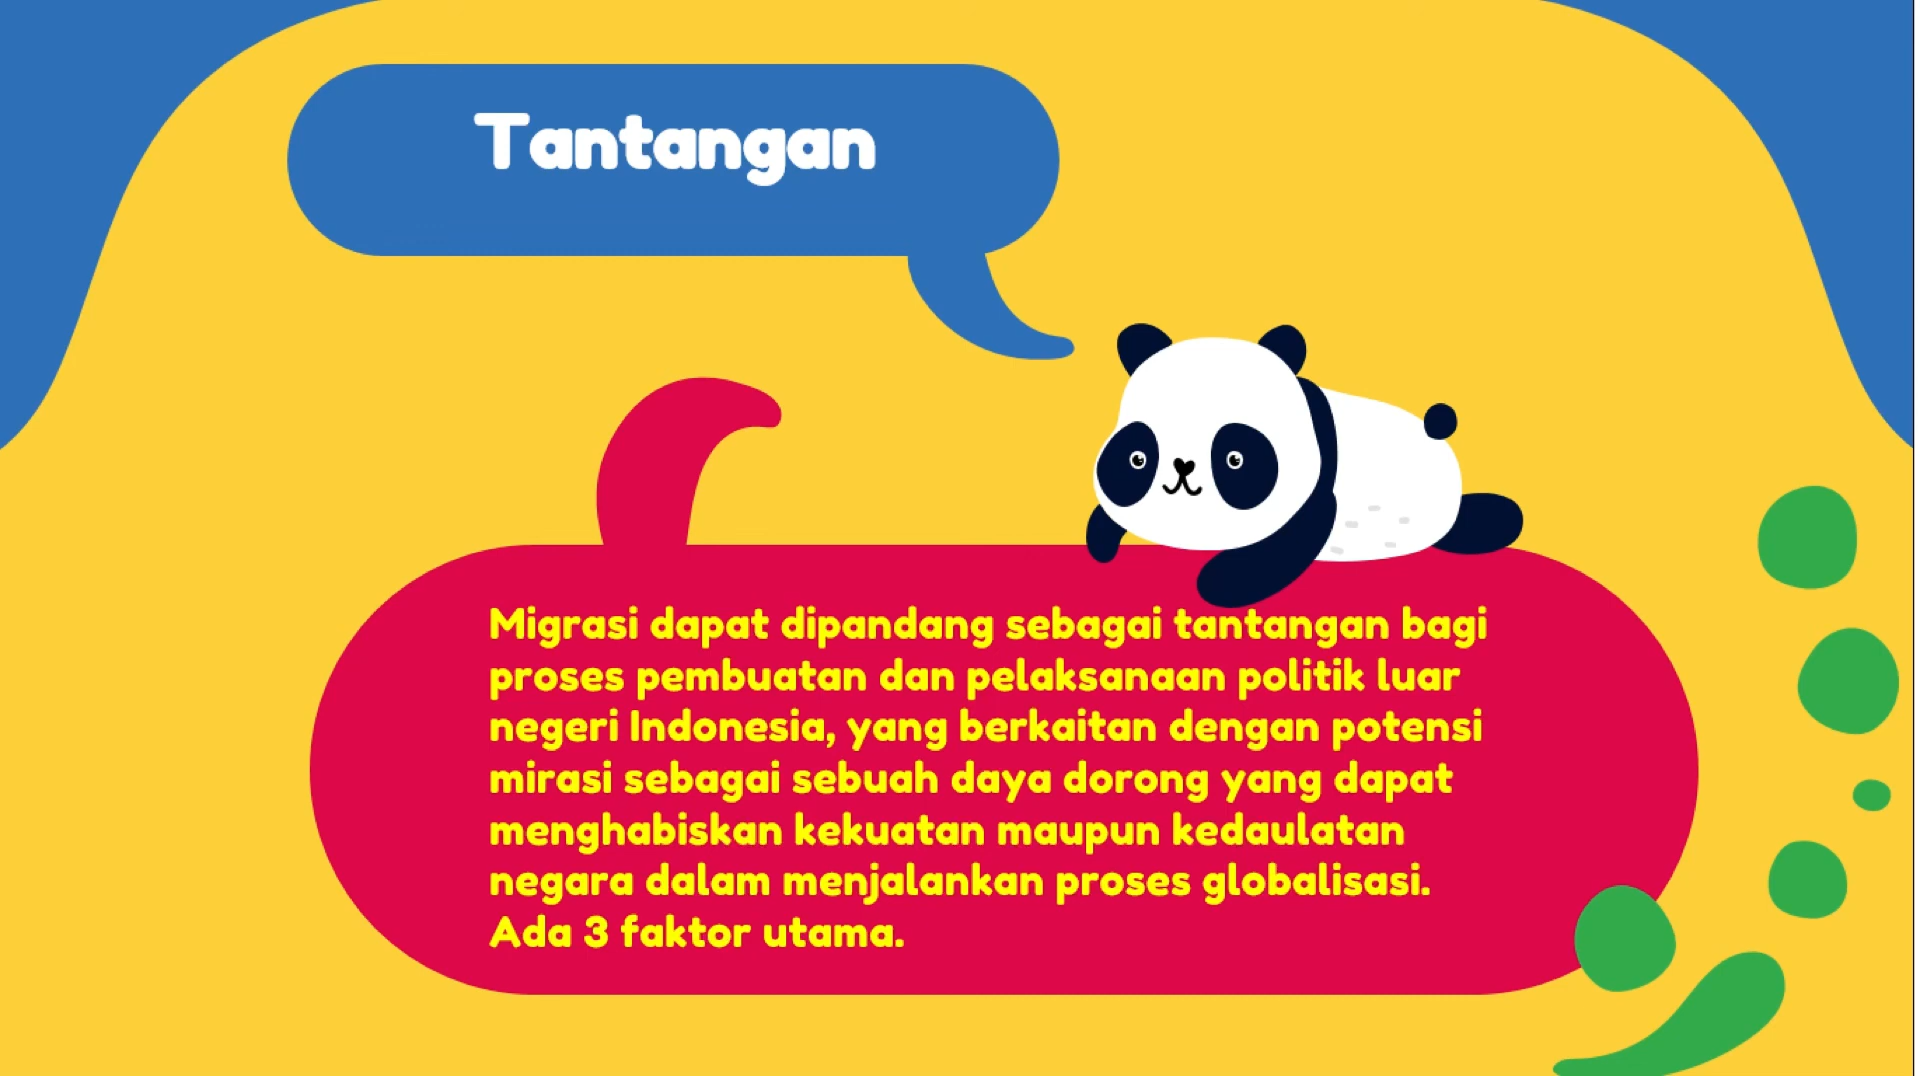 Tantangan
Migrasi dapat dipandang sebagai tantangan bagi
proses pembuatan dan pelaksanaan politik luar
negeri Indonesia, yang berkaitan dengan potensi
mirasi sebagai sebuah daya dorong yang dapat
menghabiskan kekuatan maupun kedaulatan
negara dalam menjalankan proses globalisasi.
Ada 3 faktor utama.